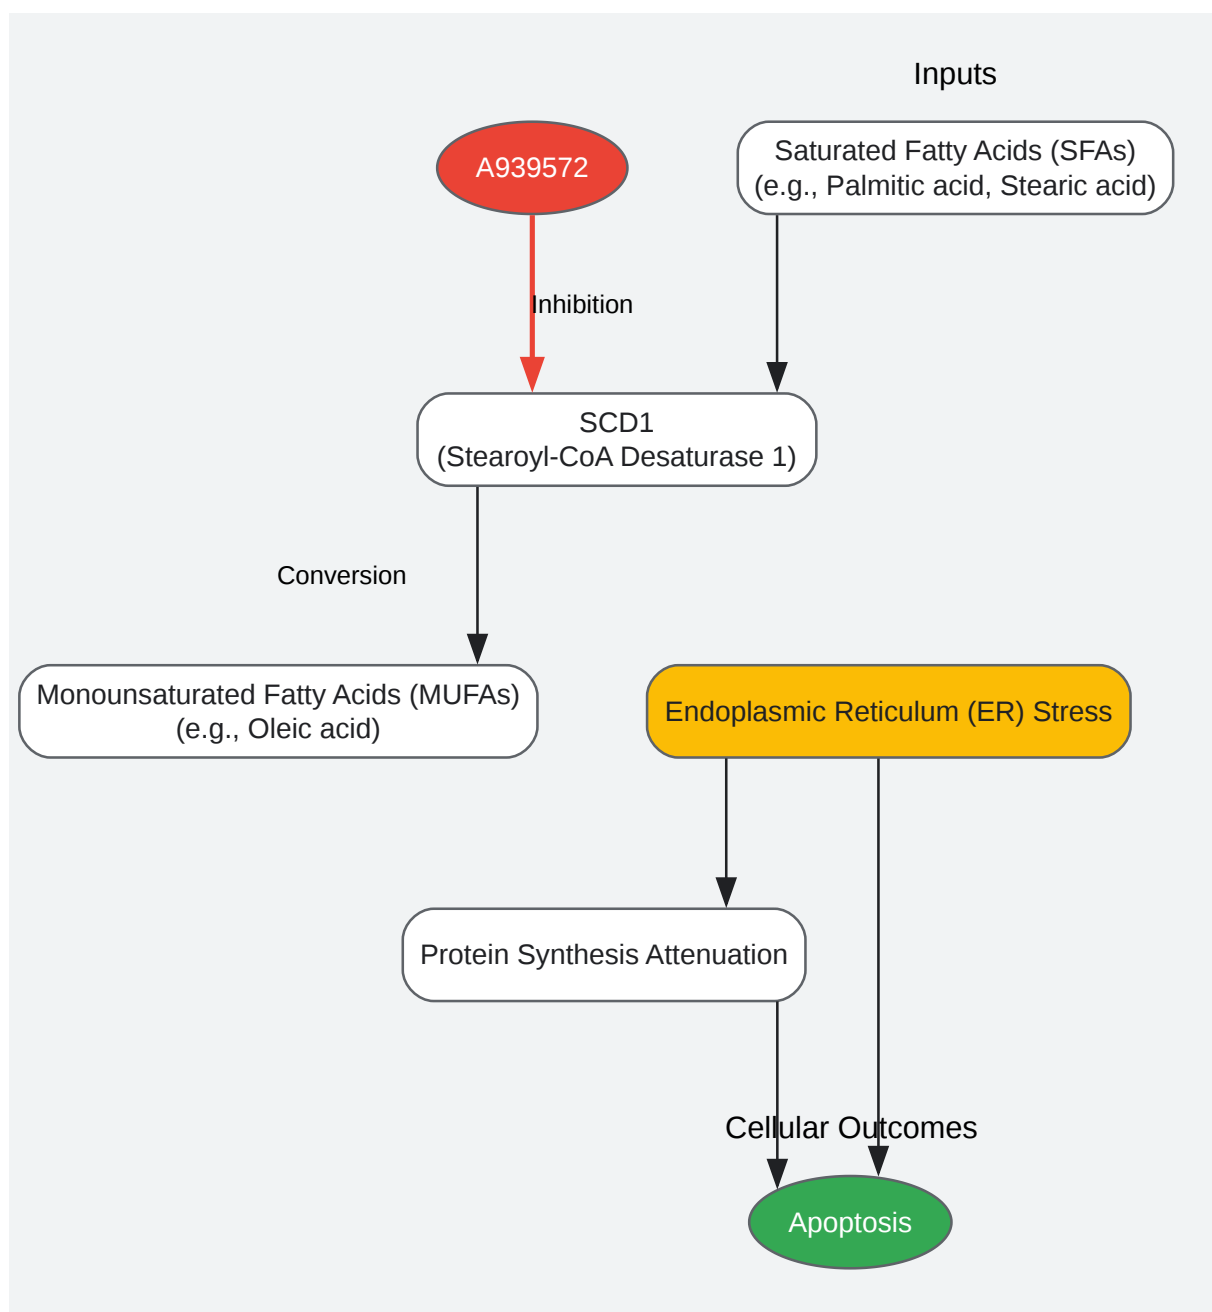 Inputs
A939572
Saturated Fatty Acids (SFAs)
(e.g., Palmitic acid, Stearic acid)
Inhibition
SCD1
(Stearoyl-CoA Desaturase 1)
Conversion
Monounsaturated Fatty Acids (MUFAs)
(e.g., Oleic acid)
Endoplasmic Reticulum (ER) Stress
Protein Synthesis Attenuation
Cellular Outcomes
Apoptosis